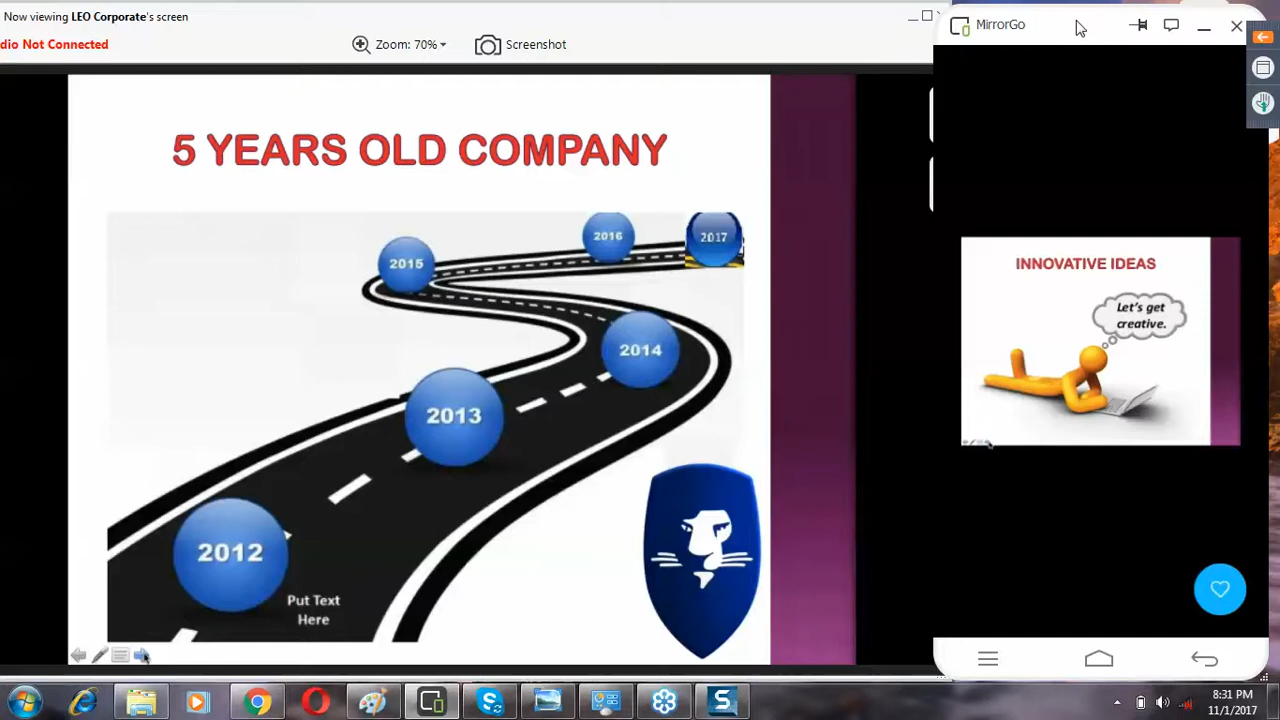 Now viewing LEO Corporate's screen
dio Not Connected
Zoom: 70%
Screenshot
MirrorGo
5 YEARS OLD COMPANY
2015
2016
2017
2014
2013
2012
Put Text
Here
INNOVATIVE IDEAS
Let's get
creative.
8:31 PM
11/1/2017